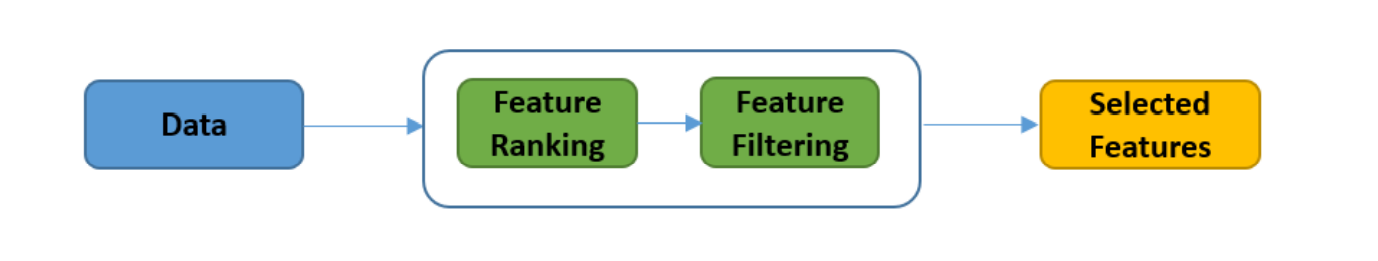 Data
Feature
Ranking
Feature
Filtering
Selected
Features